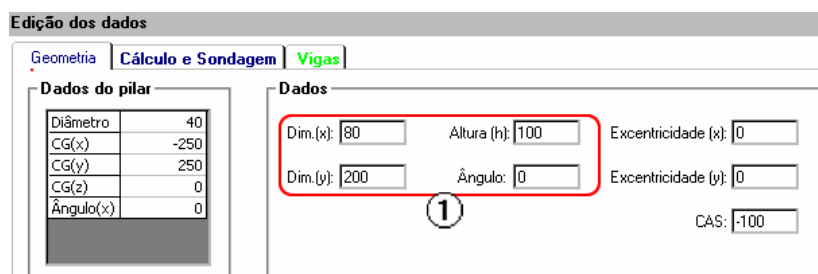 Edição dos dados
Geometria Cálculo e Sondagem Vigas
Dados do pilar
Diâmetro 40
CG(x) -250
CG(y) 250
CG(z) 0
Ângulo(x) 0
Dados
Dim.(x): 80 Altura (h): 100 Excentricidade (x): 0
Dim.(y): 200 Ângulo: 0 Excentricidade (y): 0
1
CAS: -100